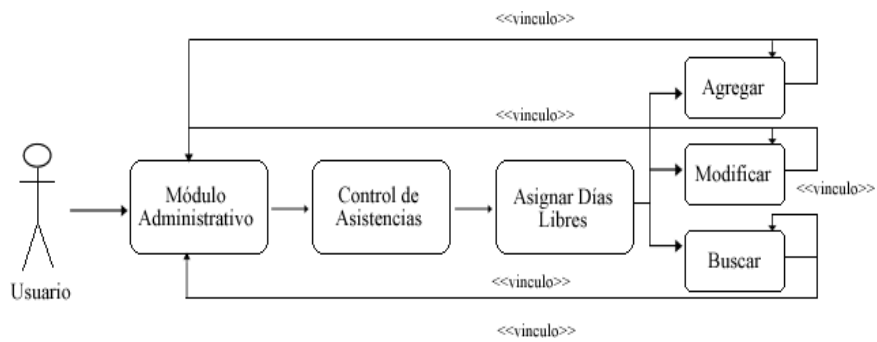 <<vinculo>>
Agregar
<<vinculo>>
Módulo
Administrativo
Control de
Asistencias
Asignar Días
Libres
Modificar
<<vinculo>>
Buscar
Usuario
<<vinculo>>
<<vinculo>>